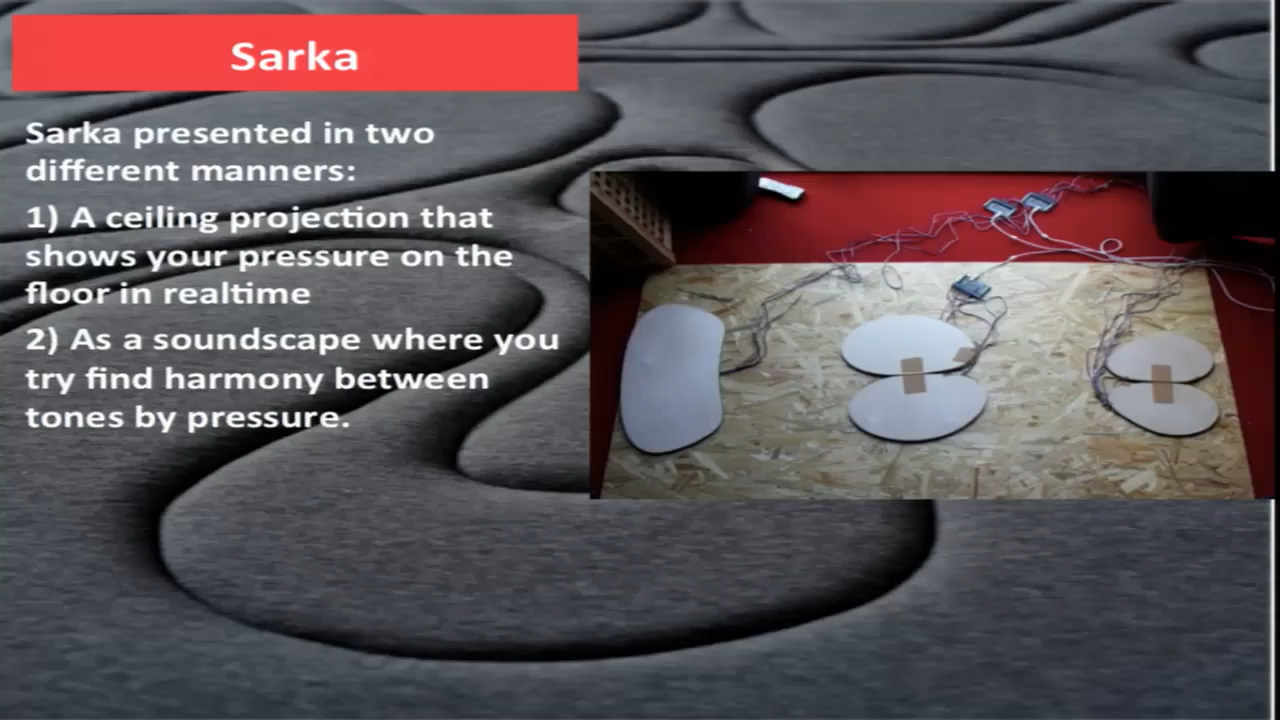 Sarka
Sarka presented in two
different manners:
1) A ceiling projection that
shows your pressure on the
floor in realtime
2) As a soundscape where you
try find harmony between
tones by pressure.